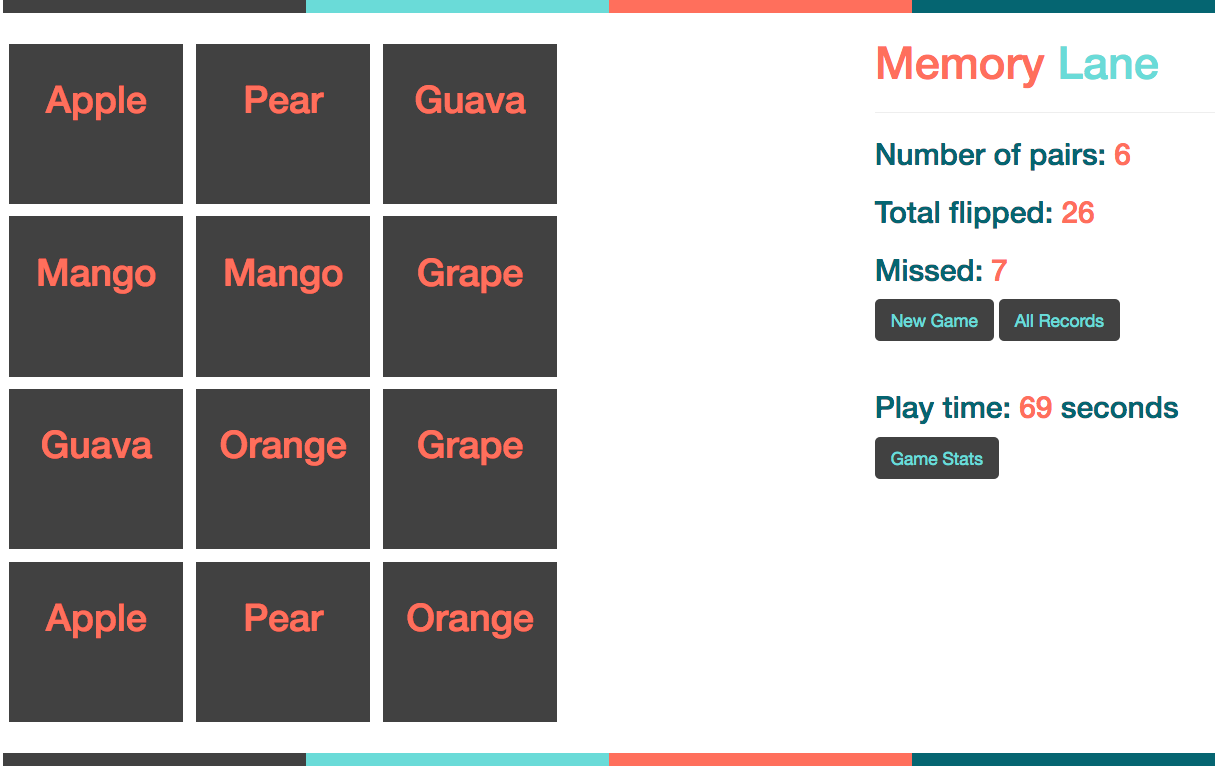 Apple Pear Guava
Mango Mango Grape
Guava Orange Grape
Apple Pear Orange
Memory Lane
Number of pairs: 6
Total flipped: 26
Missed: 7
New Game All Records
Play time: 69 seconds
Game Stats